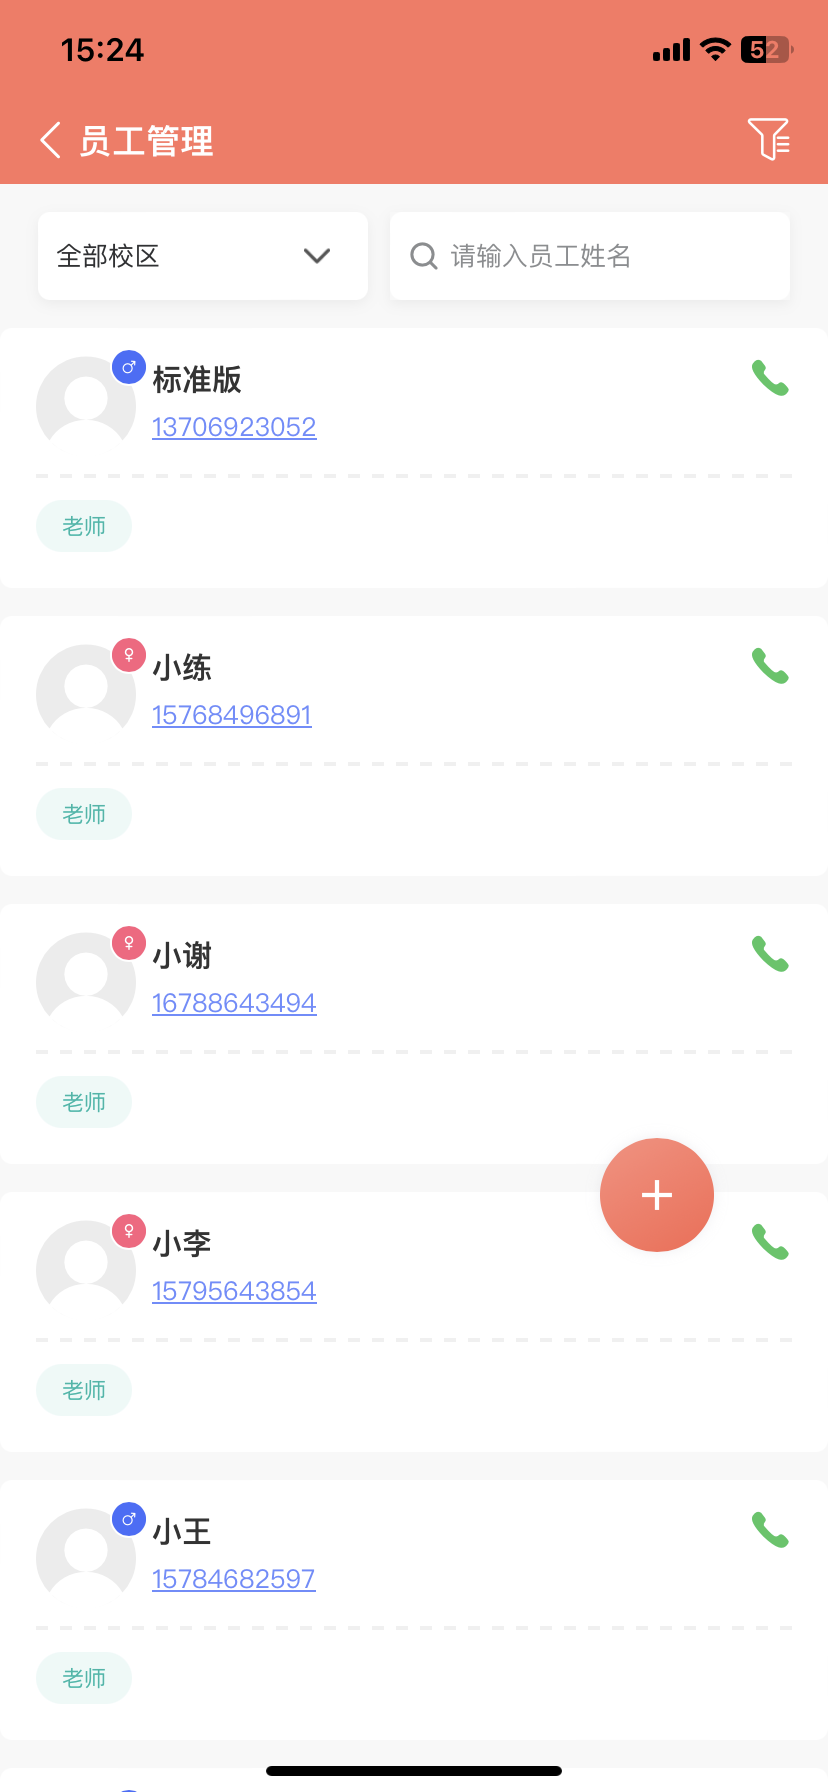 15:24
52
员工管理
全部校区
请输入员工姓名
标准版
13706923052
老师
小练
15768496891
老师
小谢
16788643494
老师
小李
15795643854
老师
小王
15784682597
老师